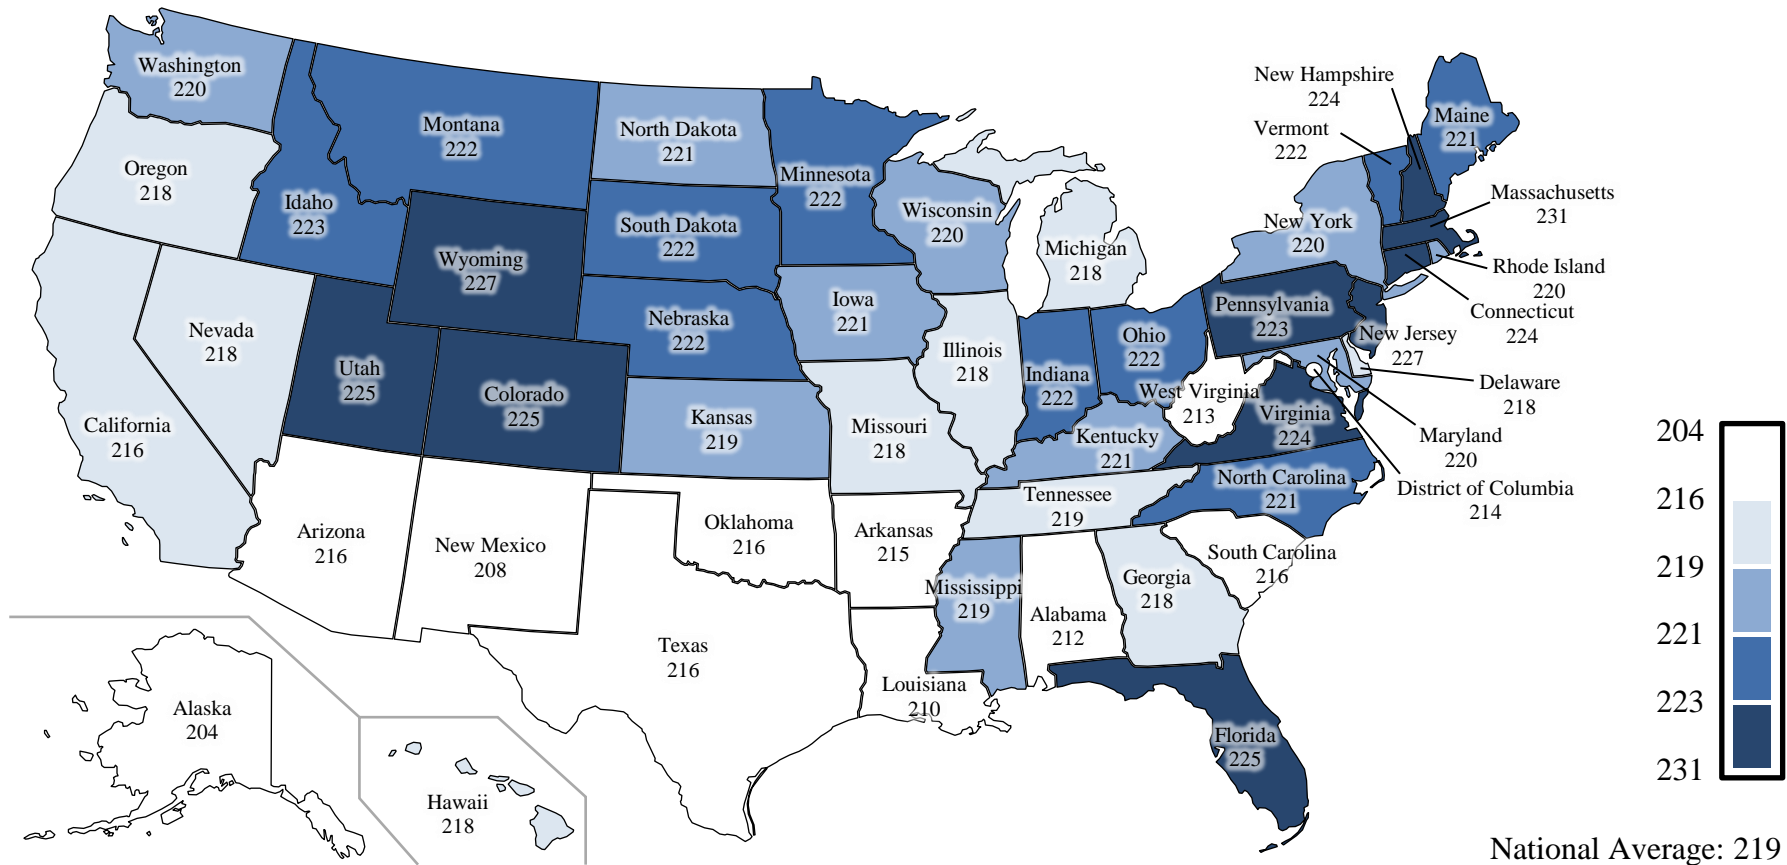 Washington
220
Oregon
218
California
216
Nevada
218
Idaho
223
Montana
222
Wyoming
227
Utah
225
Colorado
225
Arizona
216
New Mexico
208
North Dakota
221
South Dakota
222
Nebraska
222
Kansas
219
Oklahoma
216
Texas
216
Minnesota
222
Iowa
221
Missouri
218
Arkansas
215
Louisiana
210
Wisconsin
220
Illinois
218
Michigan
218
Indiana
222
Ohio
222
Kentucky
221
Tennessee
219
Mississippi
219
Alabama
212
Georgia
218
Florida
225
South Carolina
216
North Carolina
221
Virginia
224
West Virginia
213
Pennsylvania
223
New York
220
Maine
221
New Hampshire
224
Vermont
222
Massachusetts
231
Rhode Island
220
Connecticut
224
New Jersey
227
Delaware
218
Maryland
220
District of Columbia
214
Alaska
204
Hawaii
218
204
216
219
221
223
231
National Average: 219